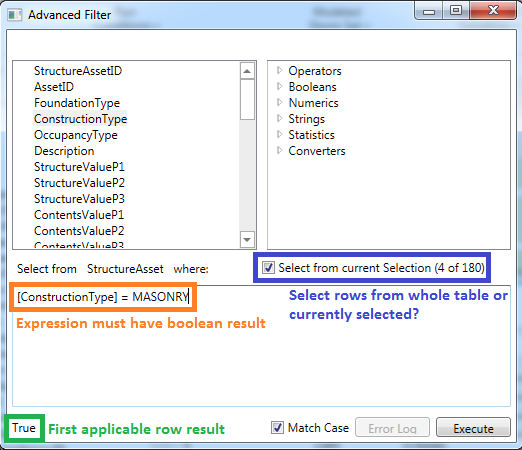 Advanced Filter
StructureAssetID
AssetID
FoundationType
ConstructionType
OccupancyType
Description
StructureValueP1
StructureValueP2
StructureValueP3
ContentsValueP1
ContentsValueP2
ContentsValueP3
Operators
Booleans
Numerics
Strings
Statistics
Converters
Select from StructureAsset where:
Select from current Selection (4 of 180)
[ConstructionType] = MASONRY
Expression must have boolean result
Select rows from whole table or
currently selected?
True
First applicable row result
Match Case
Error Log
Execute